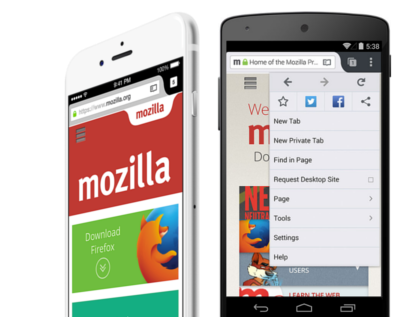 9:41 AM
100%
https://www.mozilla.org
mozilla
mozilla
Download
Firefox
5:38
m Home of the Mozilla Pr...
We
m
Do
New Tab
New Private Tab
Find in Page
Request Desktop Site
Page
Tools
Settings
Help
USERS
LEARN THE WEB